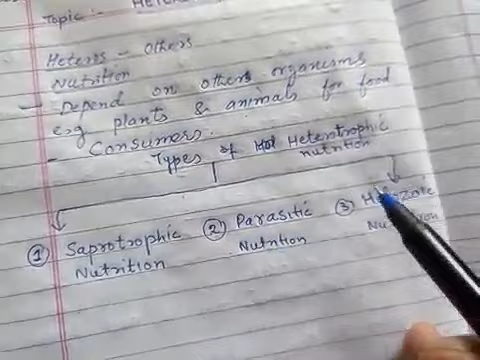 Topic :-
Heteros - Others
Nutrition
- Depend on others organisms
e.g plants & animals for food
- Consumers.
Types of Heterotrophic
nutrition
① Saprotrophic
Nutrition
② Parasitic
Nutrition
③